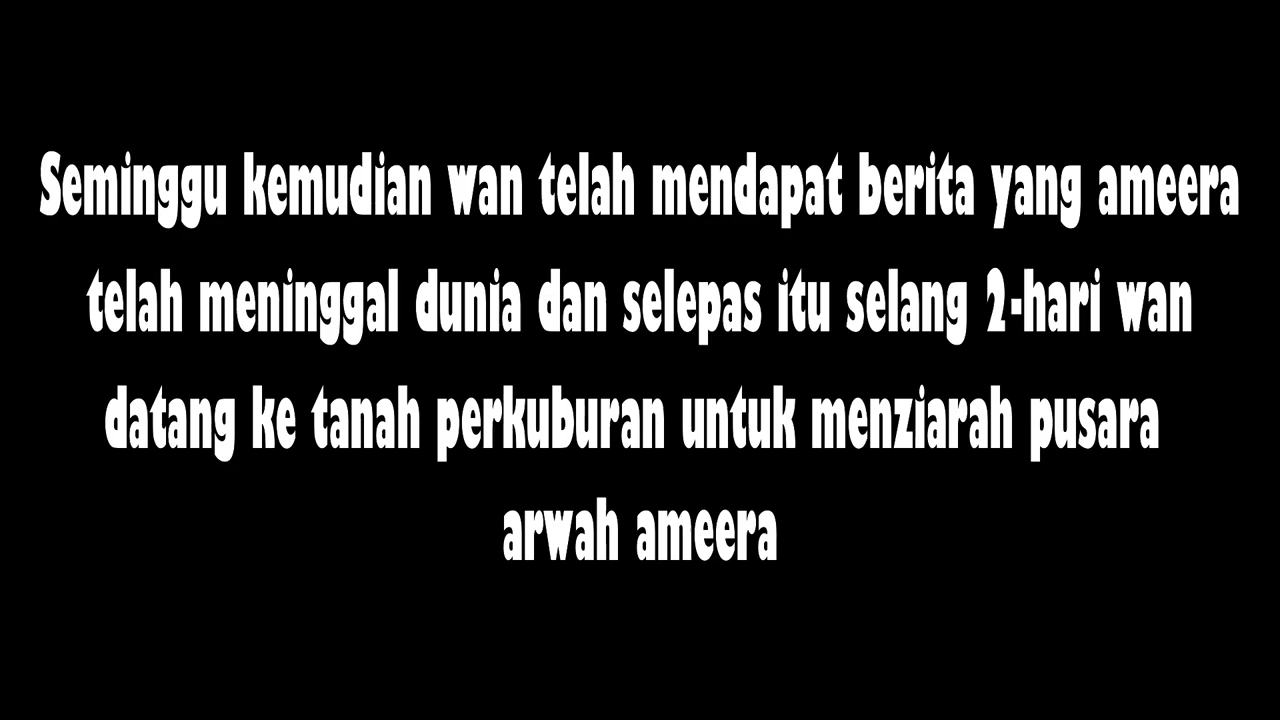 Seminggu kemudian wan telah mendapat berita yang ameera
telah meninggal dunia dan selepas itu selang 2-hari wan
datang ke tanah perkuburan untuk menziarah pusara
arwah ameera